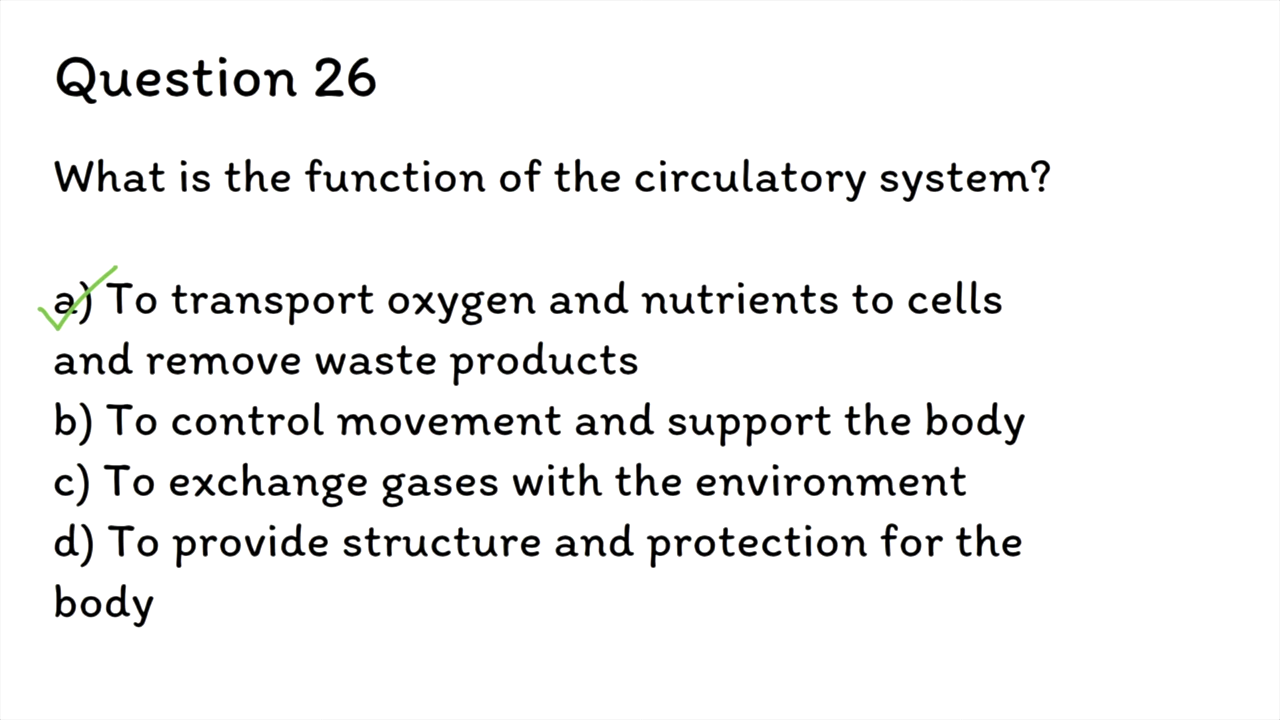 Question 26
What is the function of the circulatory system?
a) To transport oxygen and nutrients to cells
and remove waste products
b) To control movement and support the body
c) To exchange gases with the environment
d) To provide structure and protection for the
body